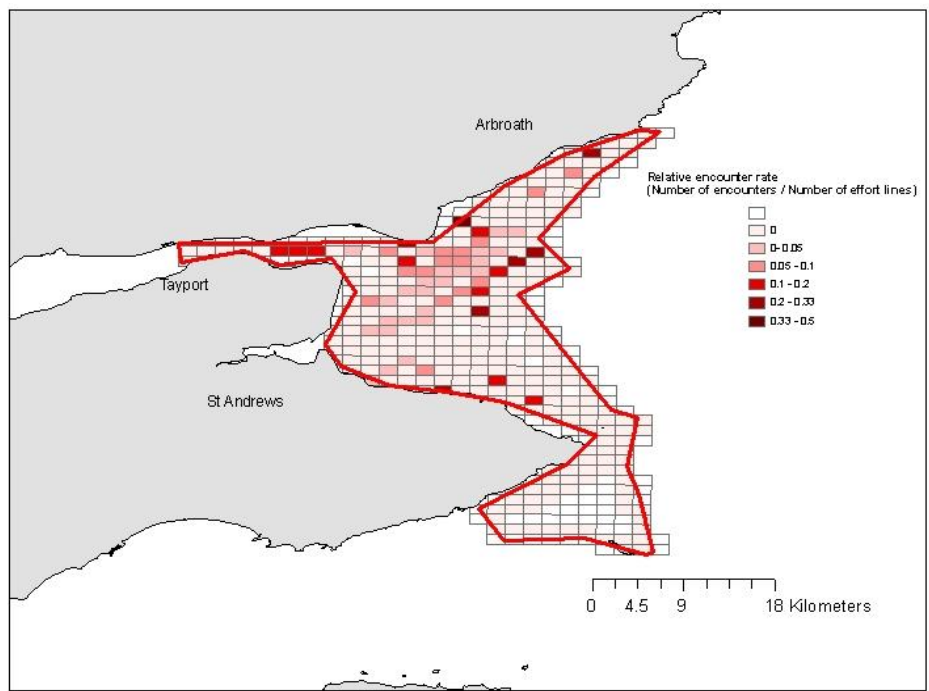 Arbroath
Relative encounter rate
(Number of encounters / Number of effort lines)
0
0-0.05
0.05 - 0.1
0.1 - 0.2
0.2 - 0.33
0.33 - 0.5
Tayport
St Andrews
0 4.5 9 18 Kilometers